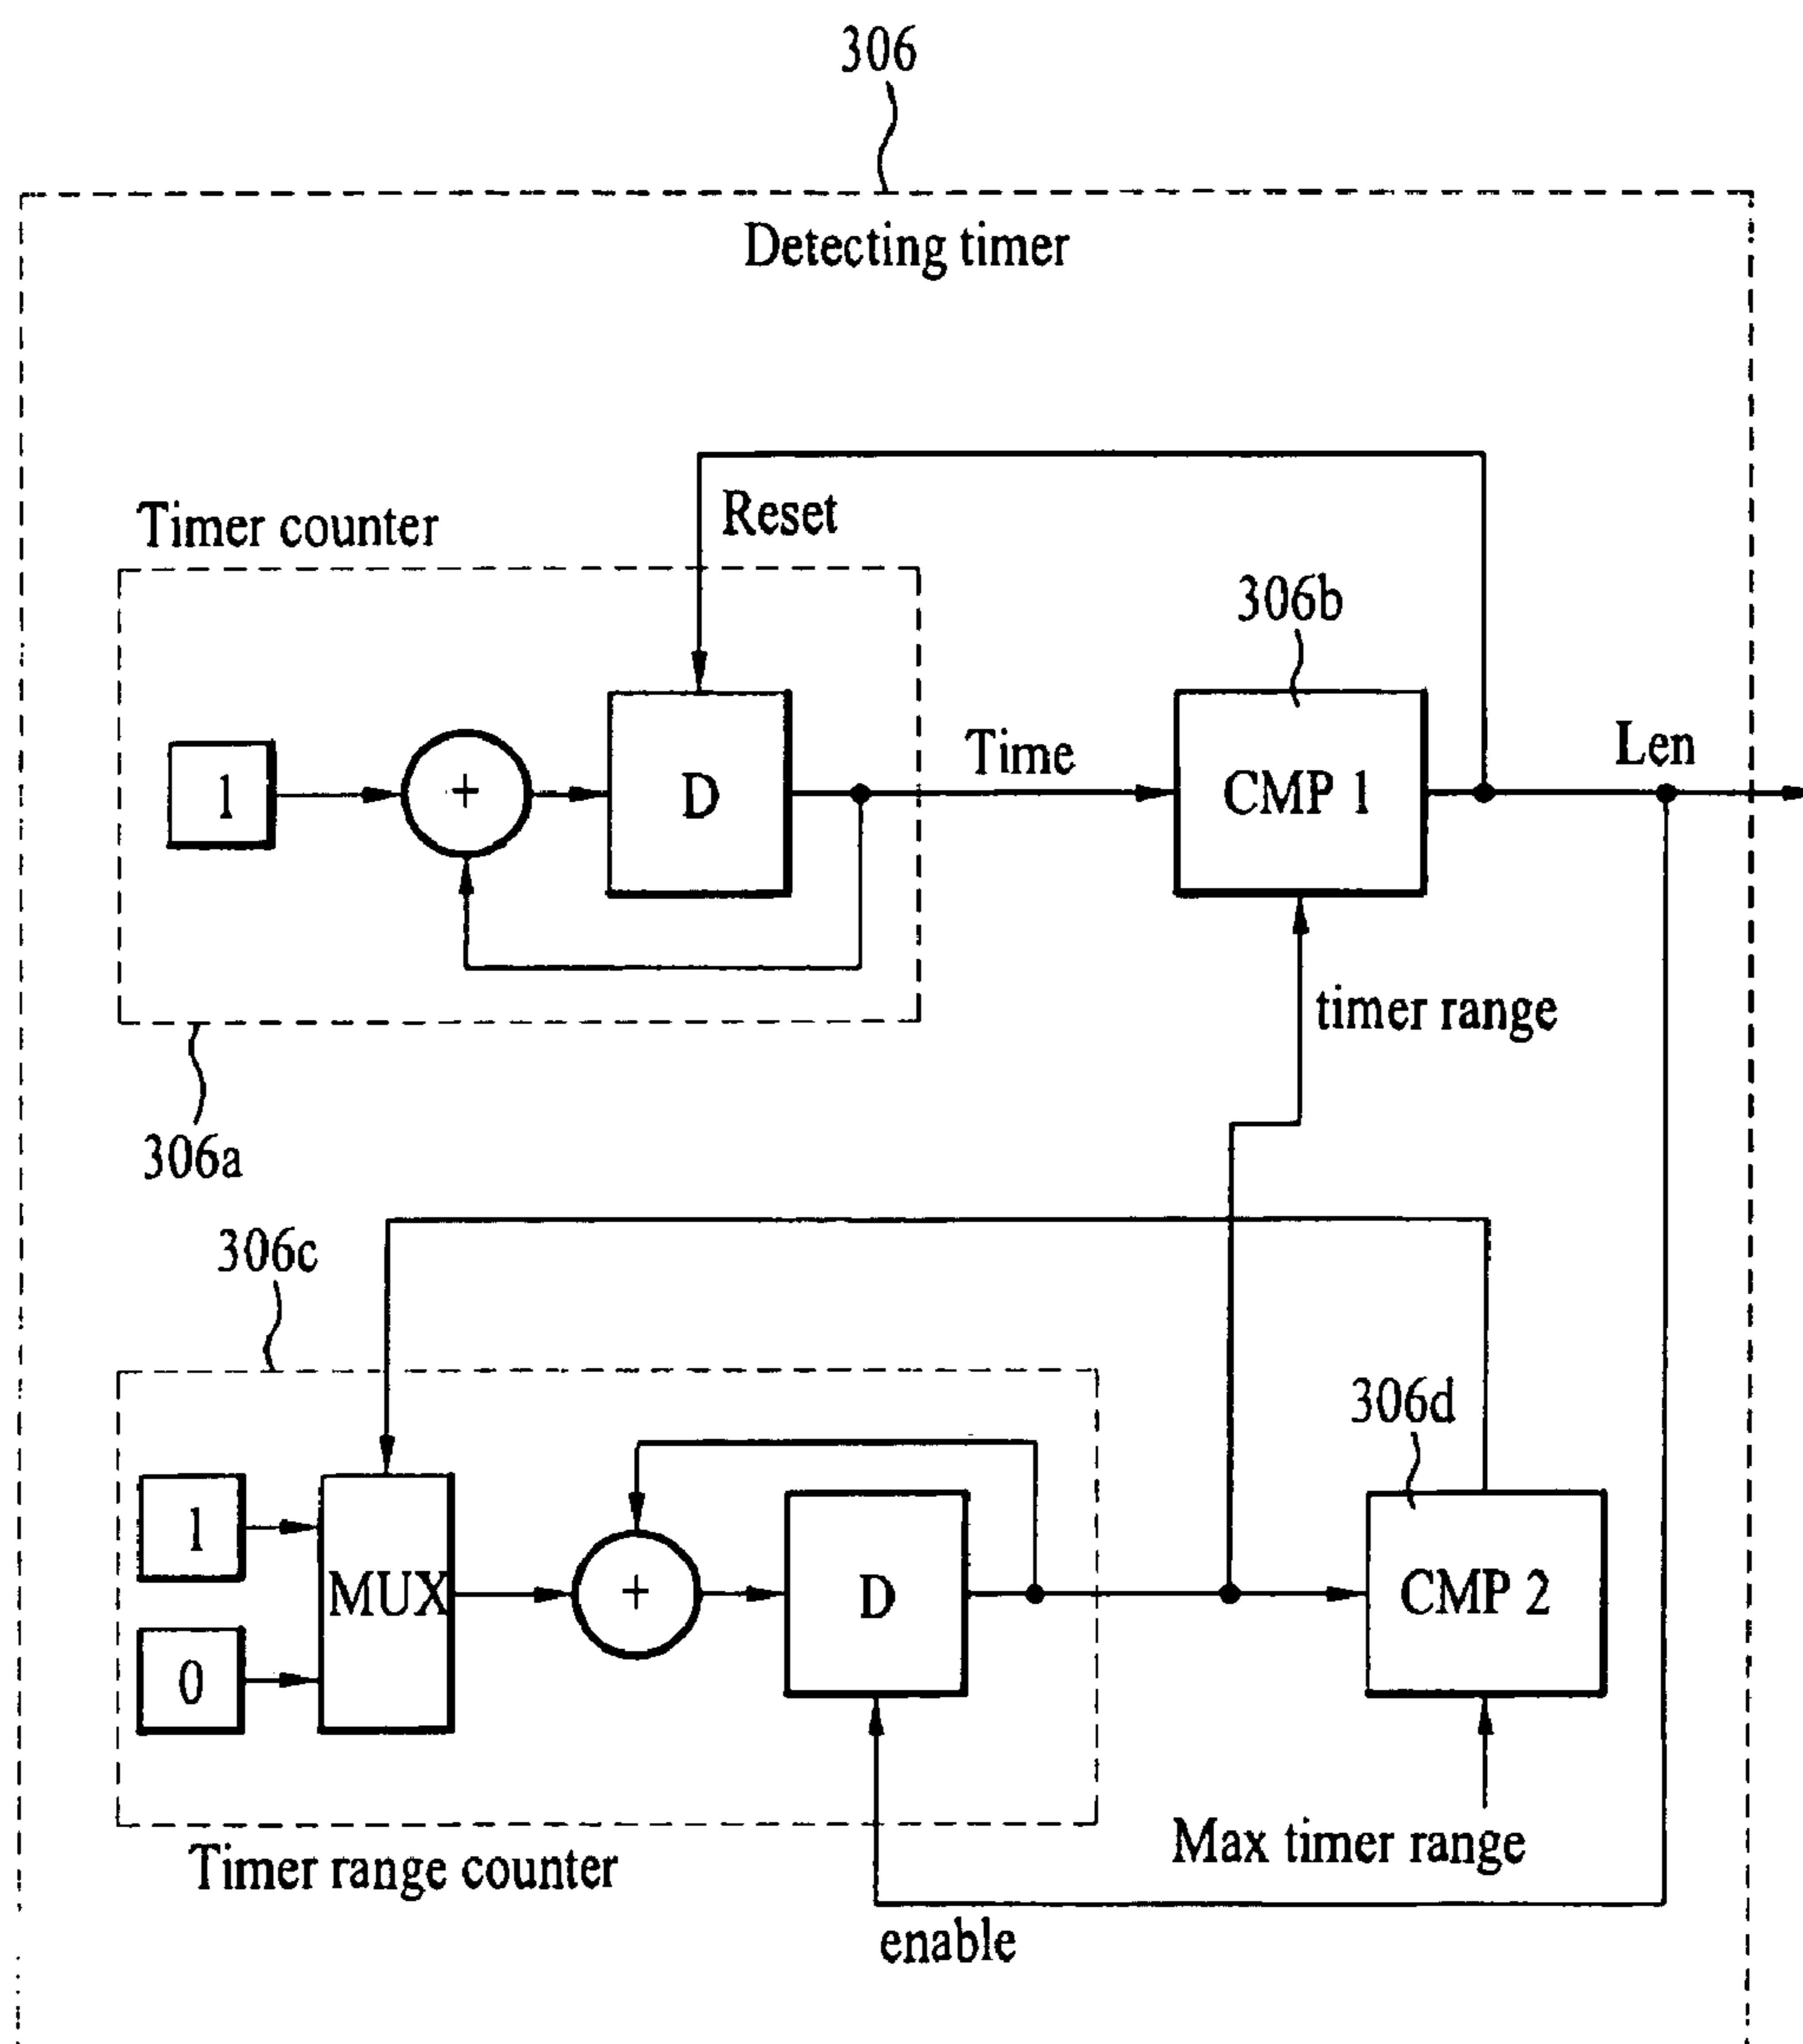 306
Detecting timer
Reset
Timer counter
306b
1
+
D
Time
CMP 1
Len
timer range
306a
306c
306d
1
0
MUX
+
D
CMP 2
Max timer range
Timer range counter
enable